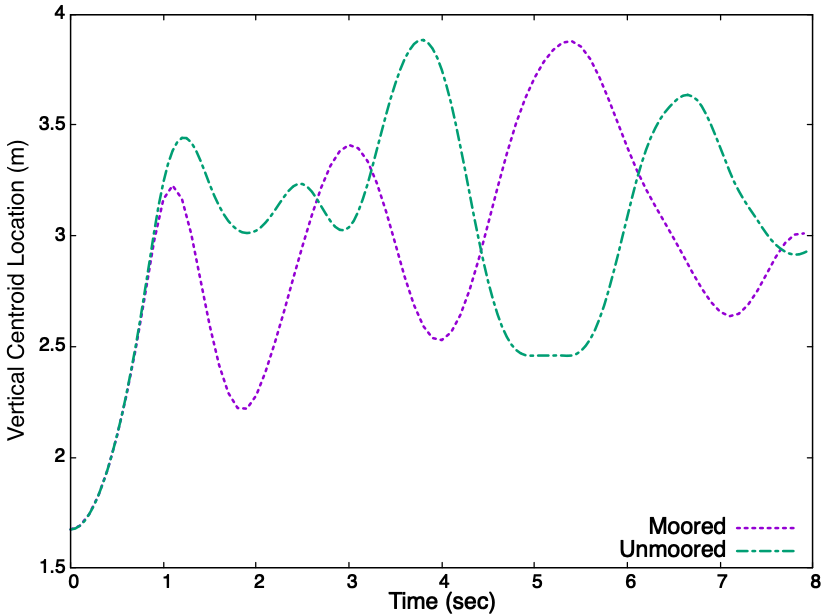 4
3.5
3
2.5
2
1.5
Vertical Centroid Location (m)
0 1 2 3 4 5 6 7 8
Time (sec)
Moored
Unmoored